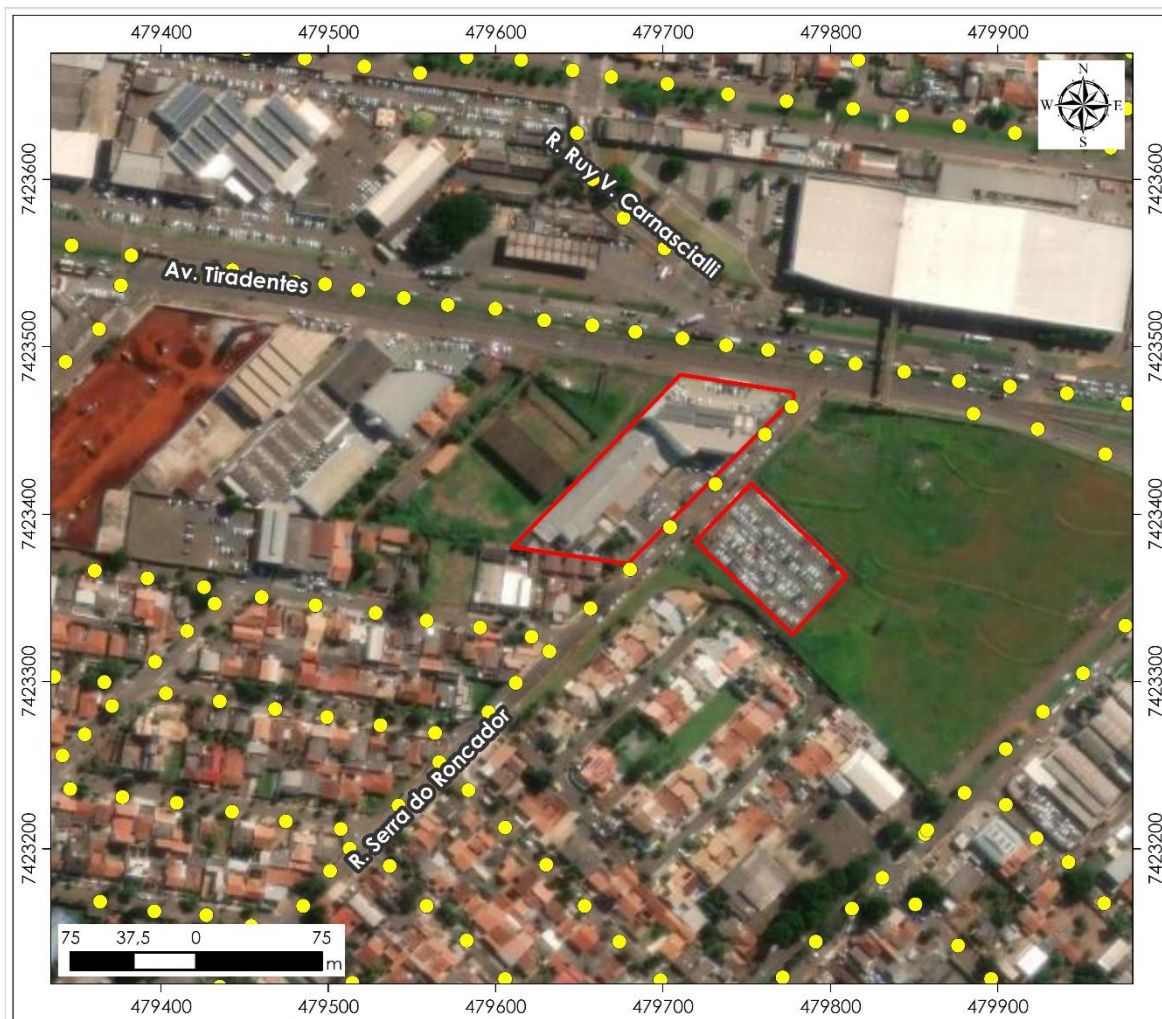 479400 479500 479600 479700 479800 479900
N
W E
S
7423600 7423600
R. Ruy V. Carnascialli
Av. Tiradentes
7423500 7423500
7423400 7423400
7423300 7423300
R. Serra do Roncador
7423200 7423200
75 37,5 0 75
m
479400 479500 479600 479700 479800 479900